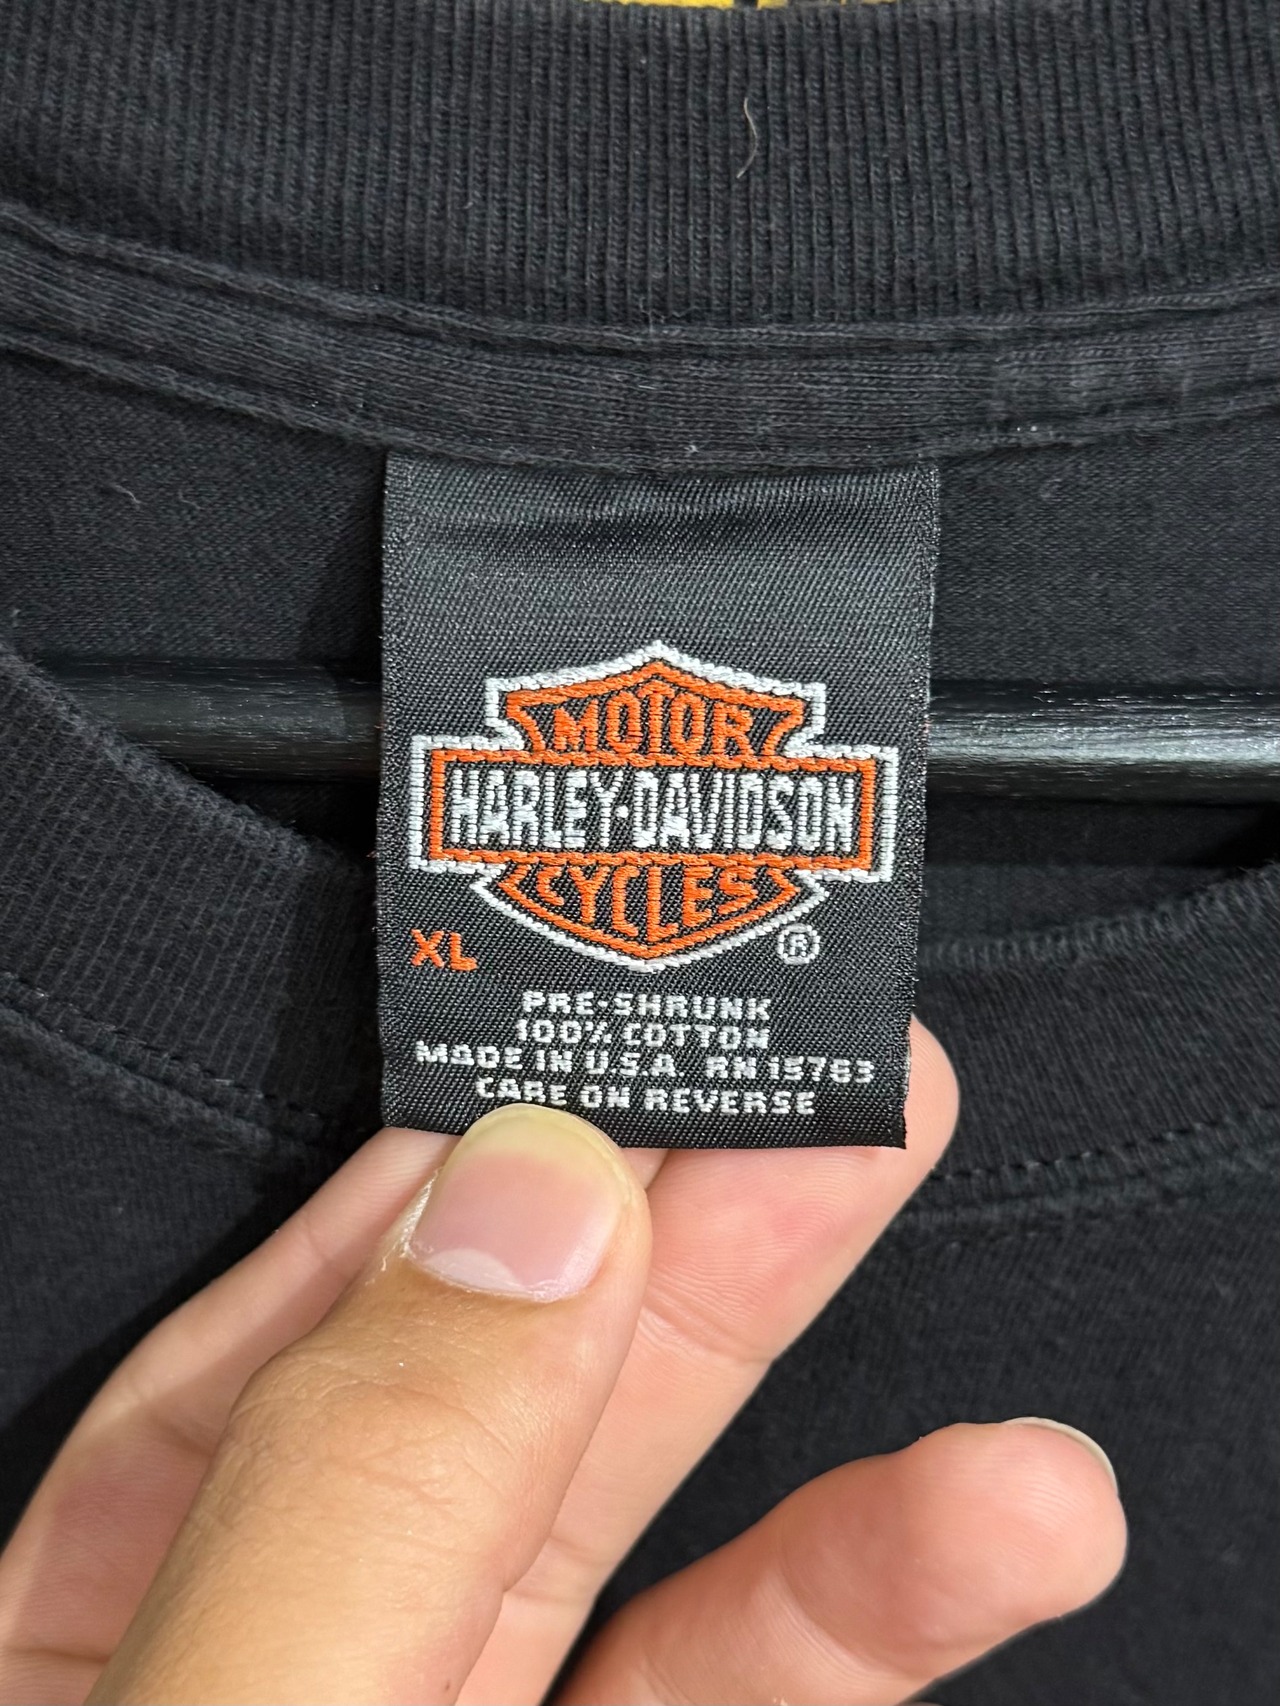 MOTOR
HARLEY-DAVIDSON
CYCLES
XL ®
PRE-SHRUNK
100% COTTON
MADE IN U.S.A. RN 15763
CARE ON REVERSE